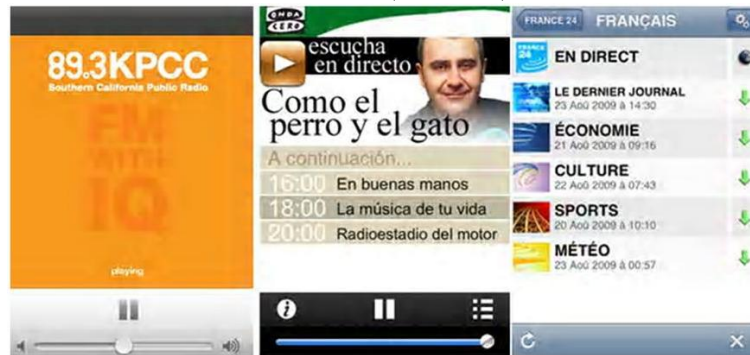 89.3KPCC
Southern California Public Radio
FM
WITH
IQ
playing
ONDA
CERO
escucha
en directo
Como el
perro y el gato
A continuación...
16:00 En buenas manos
18:00 La música de tu vida
20:00 Radioestadio del motor
FRANCE 24
FRANÇAIS
FRANCE
24
EN DIRECT
LE DERNIER JOURNAL
23 Aoû 2009 à 14:30
ÉCONOMIE
21 Aoû 2009 à 09:16
CULTURE
22 Aoû 2009 à 07:43
SPORTS
20 Aoû 2009 à 10:10
MÉTÉO
23 Aoû 2009 à 00:57